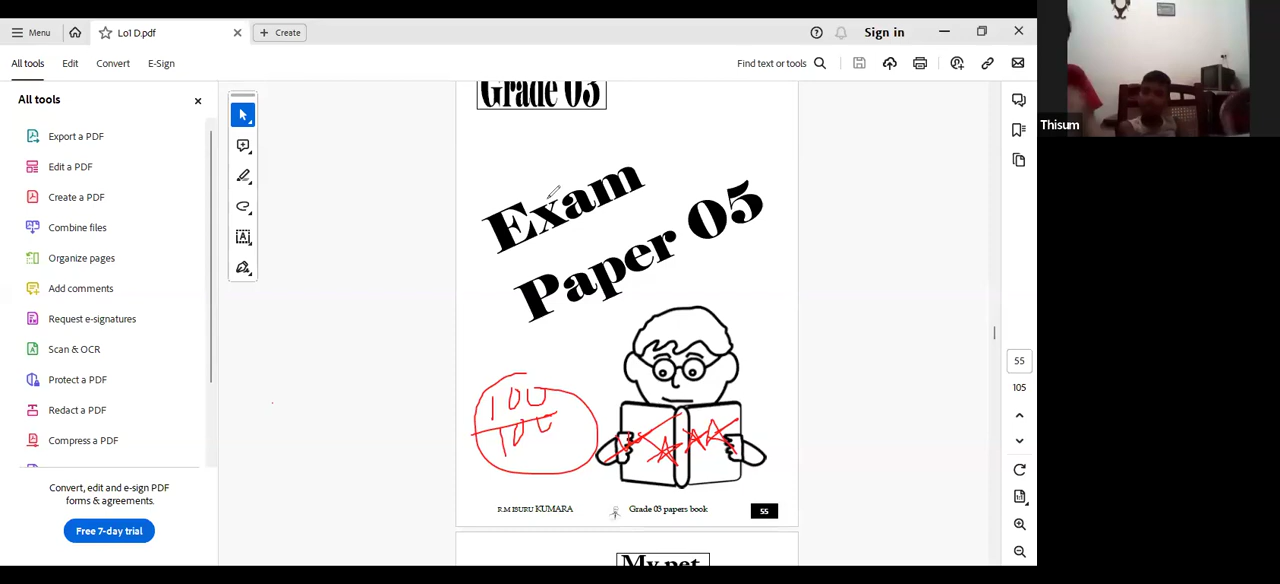 Menu
Lo1 D.pdf
Create
Sign in
All tools
Edit
Convert
E-Sign
Find text or tools
All tools
Export a PDF
Edit a PDF
Create a PDF
Combine files
Organize pages
Add comments
Request e-signatures
Scan & OCR
Protect a PDF
Redact a PDF
Compress a PDF
Convert, edit and e-sign PDF
forms & agreements.
Free 7-day trial
Grade 03
Exam
Paper 05
100
100
R.M ISURU KUMARA
Grade 03 papers book
55
My pet
55
105
Thisum